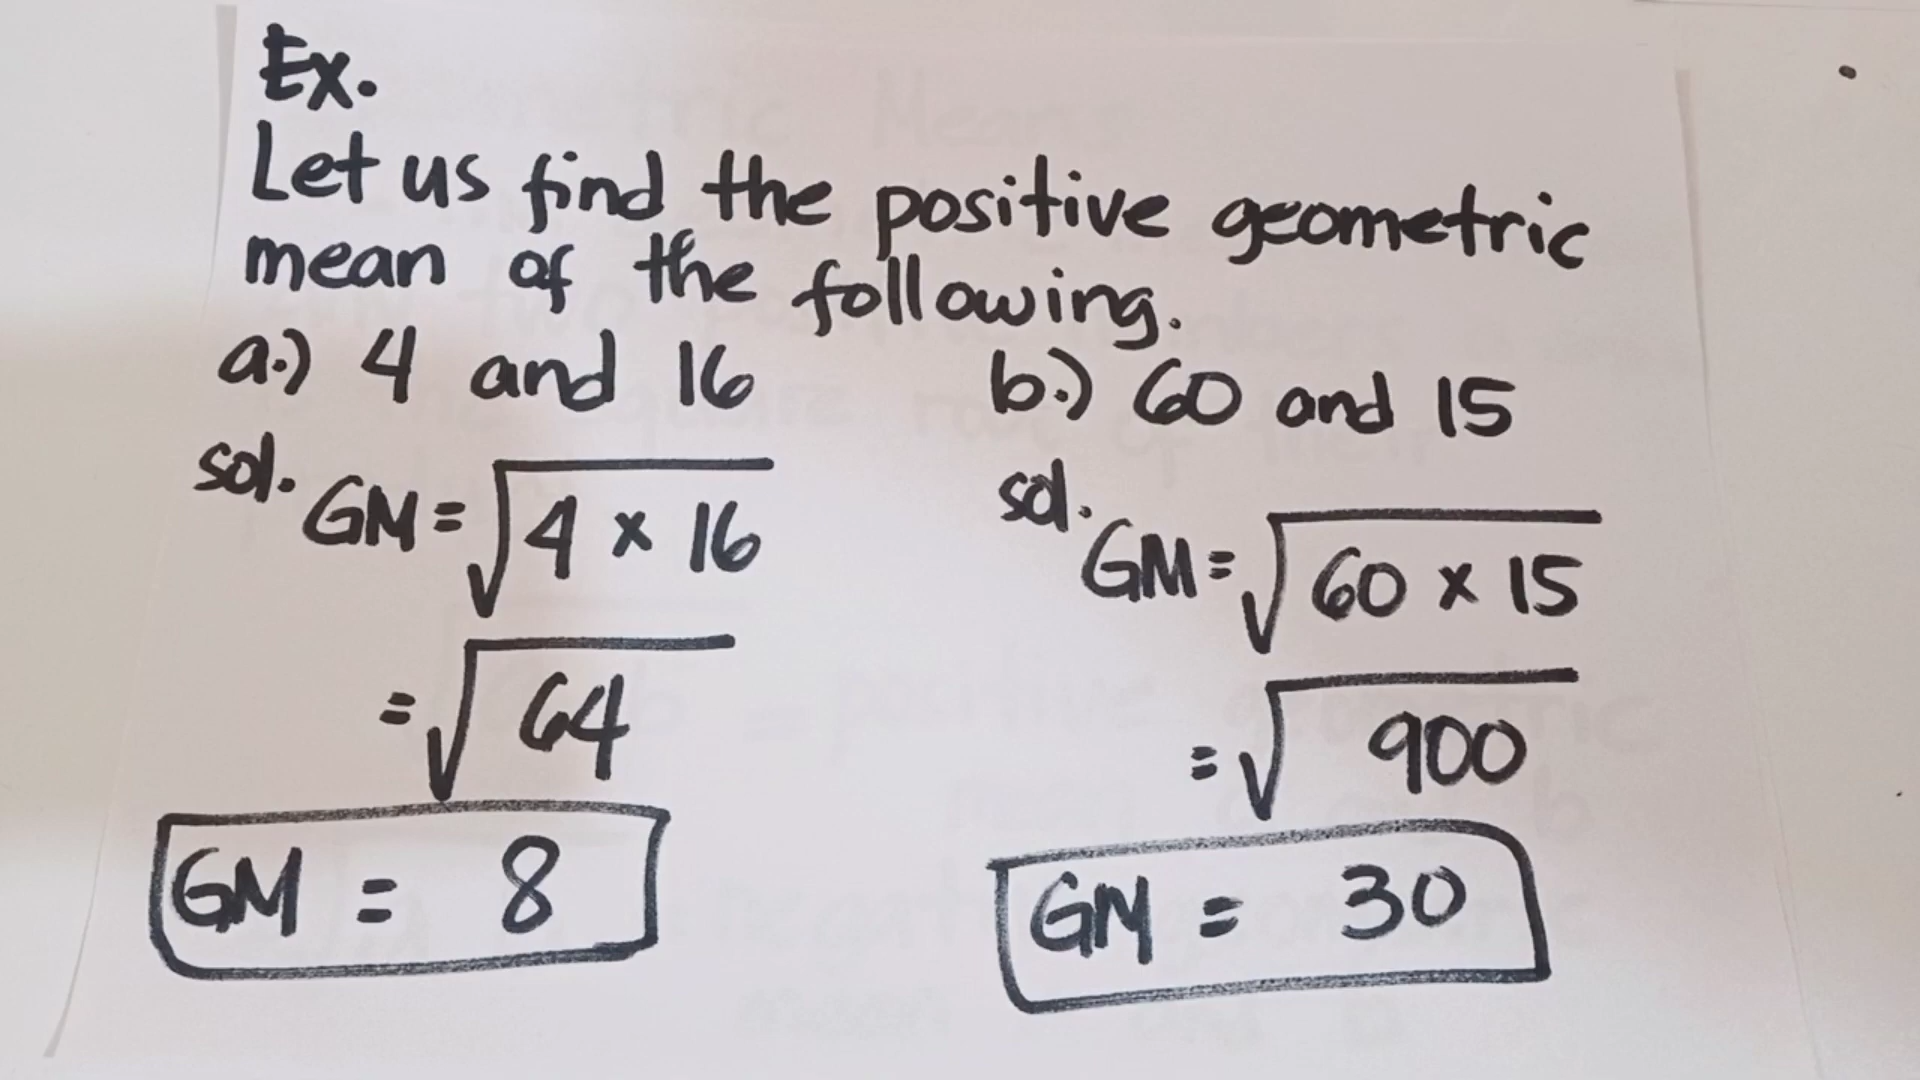 Ex.
Let us find the positive geometric
mean of the following.
a.) 4 and 16
sol. GM = √4 x 16
= √64
GM = 8
b.) 60 and 15
sol. GM = √60 x 15
= √900
GM = 30